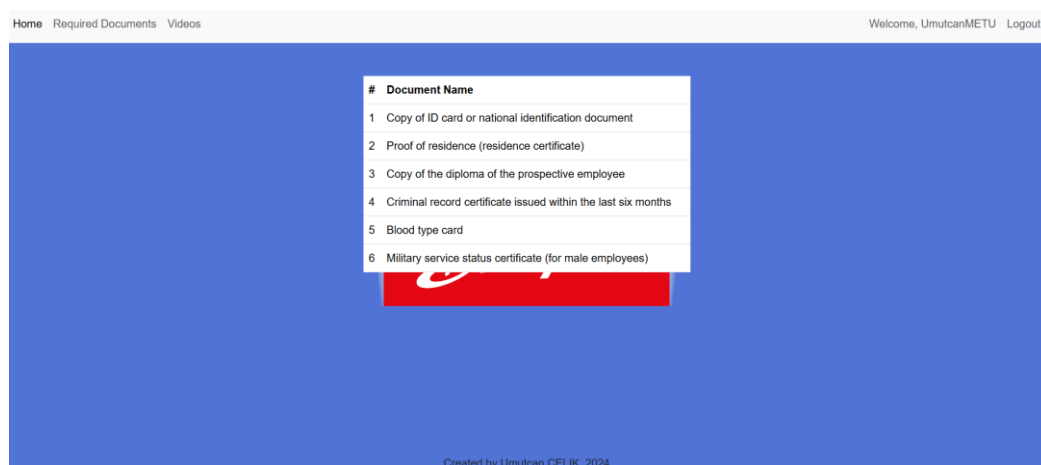 Home Required Documents Videos Welcome, UmutcanMETU Logout
# Document Name
1 Copy of ID card or national identification document
2 Proof of residence (residence certificate)
3 Copy of the diploma of the prospective employee
4 Criminal record certificate issued within the last six months
5 Blood type card
6 Military service status certificate (for male employees)
Created by Umutcan CELIK, 2024